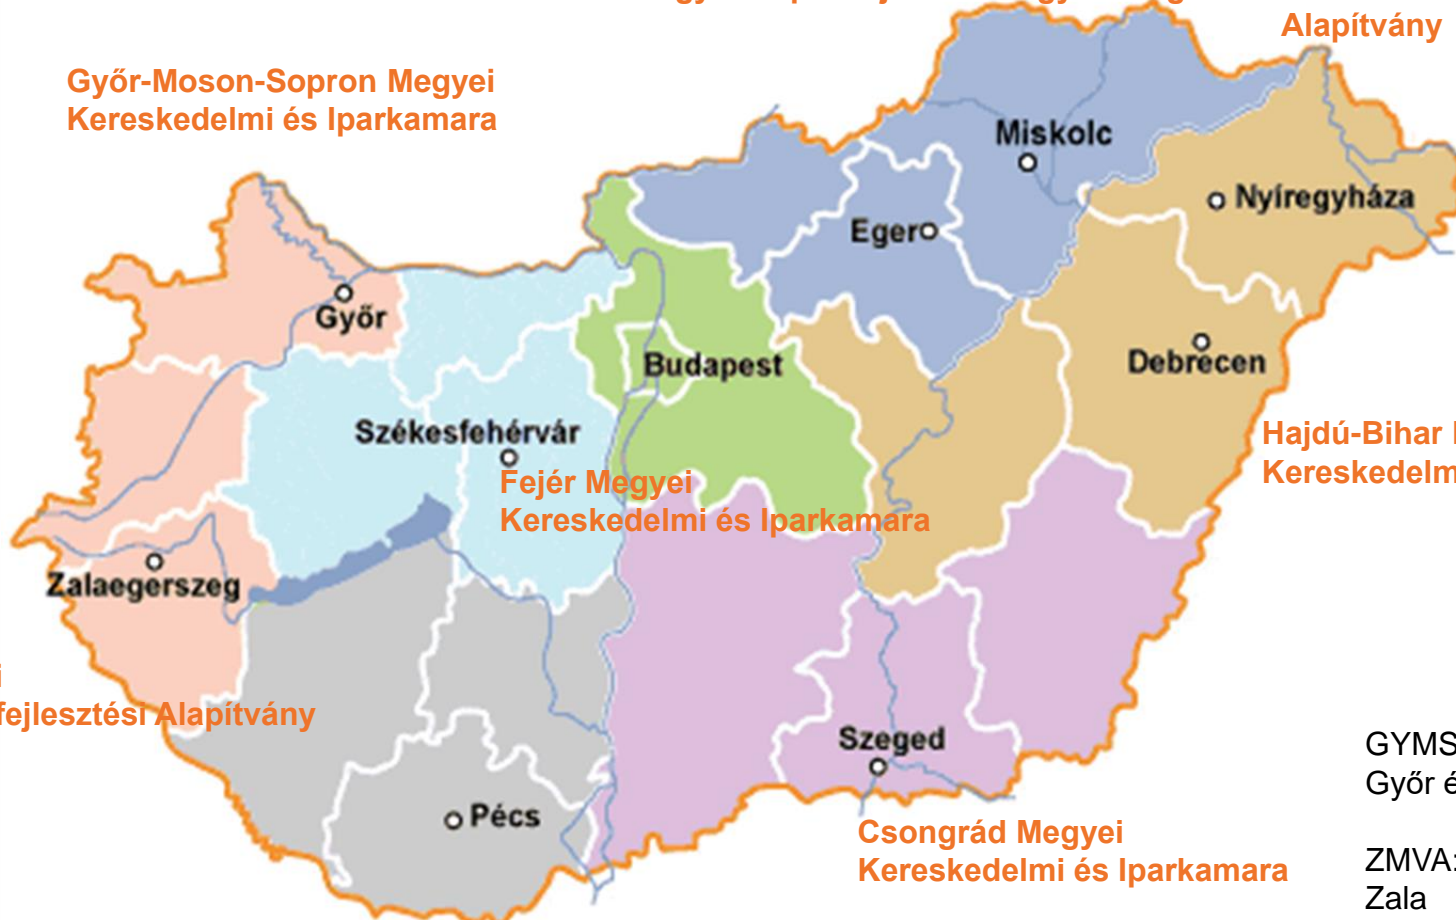 Alapítvány
Győr-Moson-Sopron Megyei
Kereskedelmi és Iparkamara
Miskolc
Nyíregyháza
Eger
Győr
Budapest
Debrecen
Székesfehérvár
Hajdú-Bihar
Fejér Megyei
Kereskedelmi és Iparkamara
Zalaegerszeg
fejlesztési Alapítvány
Szeged
GYMS
Győr
Pécs
Csongrád Megyei
Kereskedelmi és Iparkamara
ZMVA:
Zala